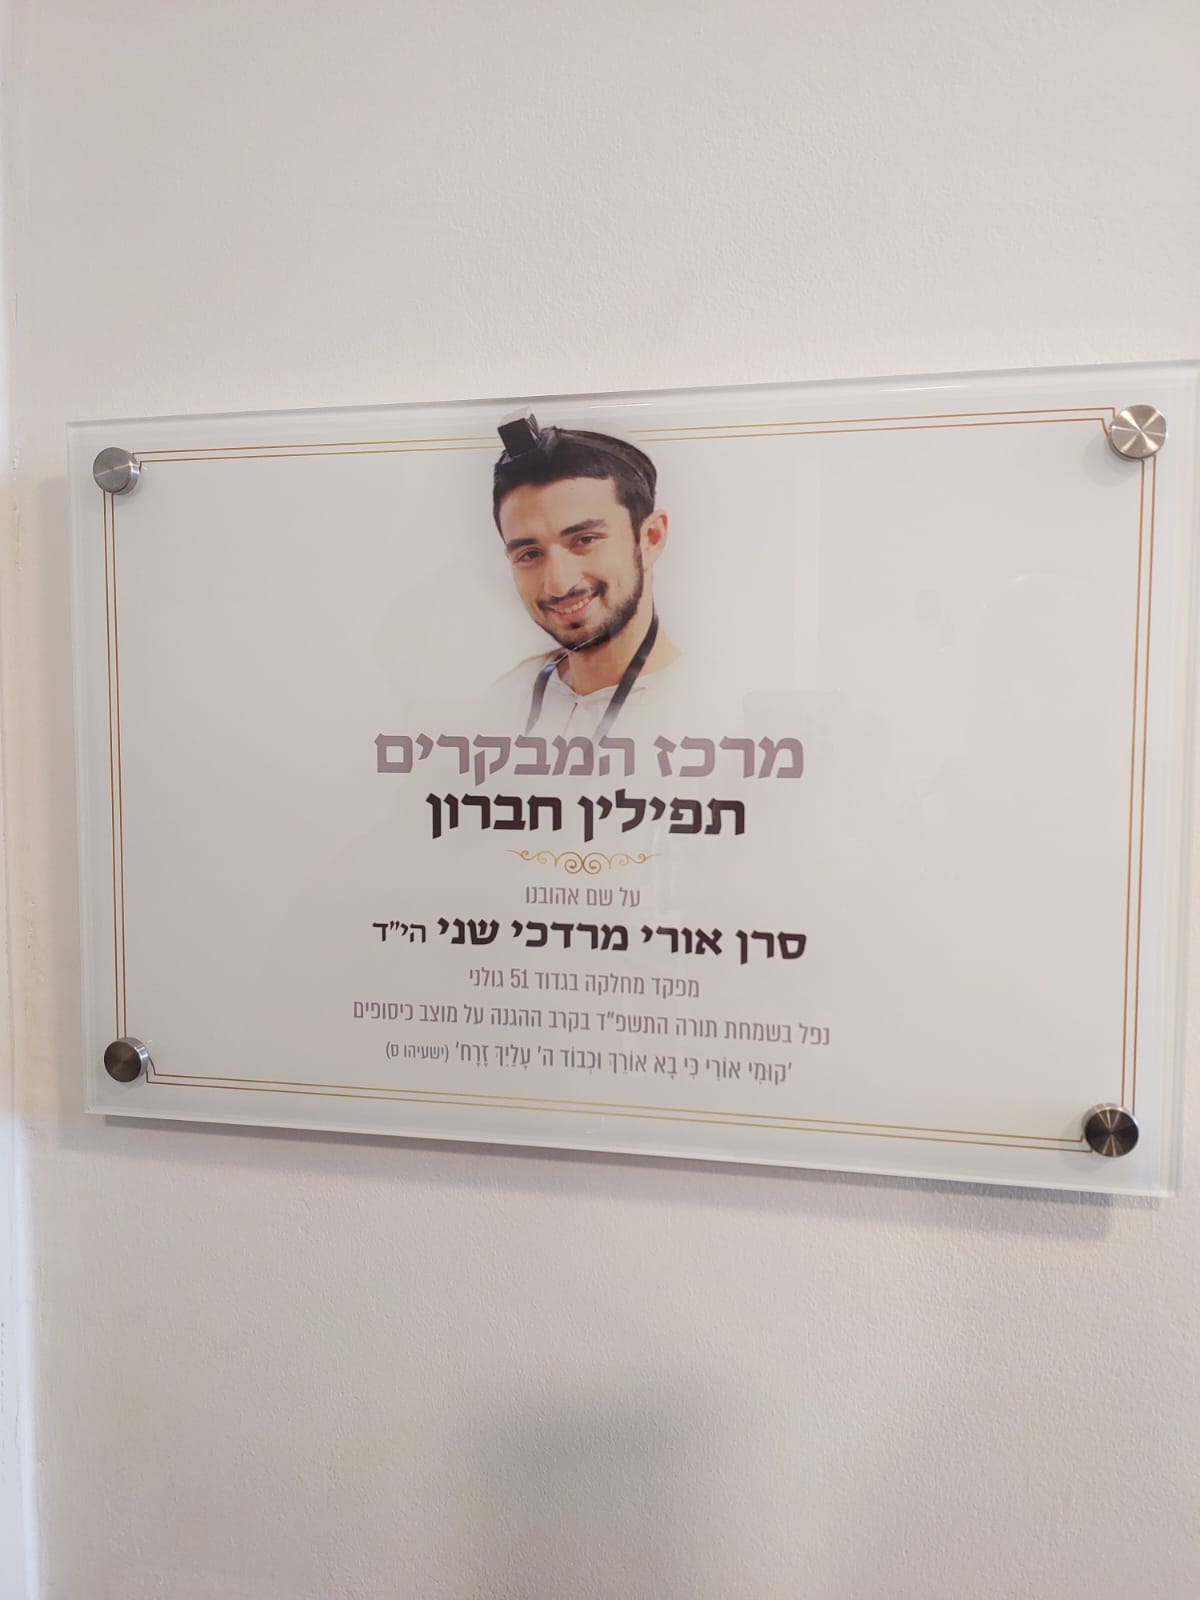 מרכז המבקרים
תפילין חברון
על שם אהובנו
סרן אורי מרדכי שני הי"ד
מפקד מחלקה בגדוד 51 גולני
נפל בשמחת תורה התשפ"ד בקרב ההגנה על מוצב כיסופים
'קוּמִי אוֹרִי כִּי בָא אוֹרֵךְ וּכְבוֹד ה' עָלַיִךְ זָרָח' (ישעיהו ס)